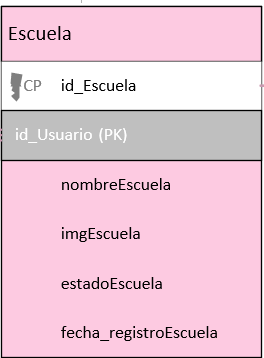 Escuela
CP id_Escuela
id_Usuario (PK)
nombreEscuela
imgEscuela
estadoEscuela
fecha_registroEscuela